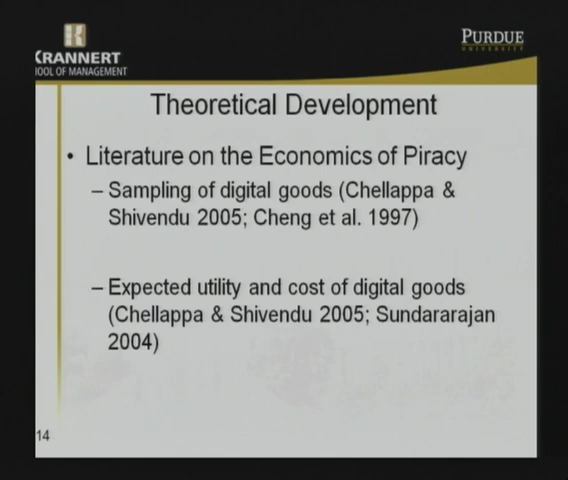 KRANNERT
OOL OF MANAGEMENT
PURDUE
UNIVERSITY
Theoretical Development
• Literature on the Economics of Piracy
– Sampling of digital goods (Chellappa &
Shivendu 2005; Cheng et al. 1997)
– Expected utility and cost of digital goods
(Chellappa & Shivendu 2005; Sundararajan
2004)
14